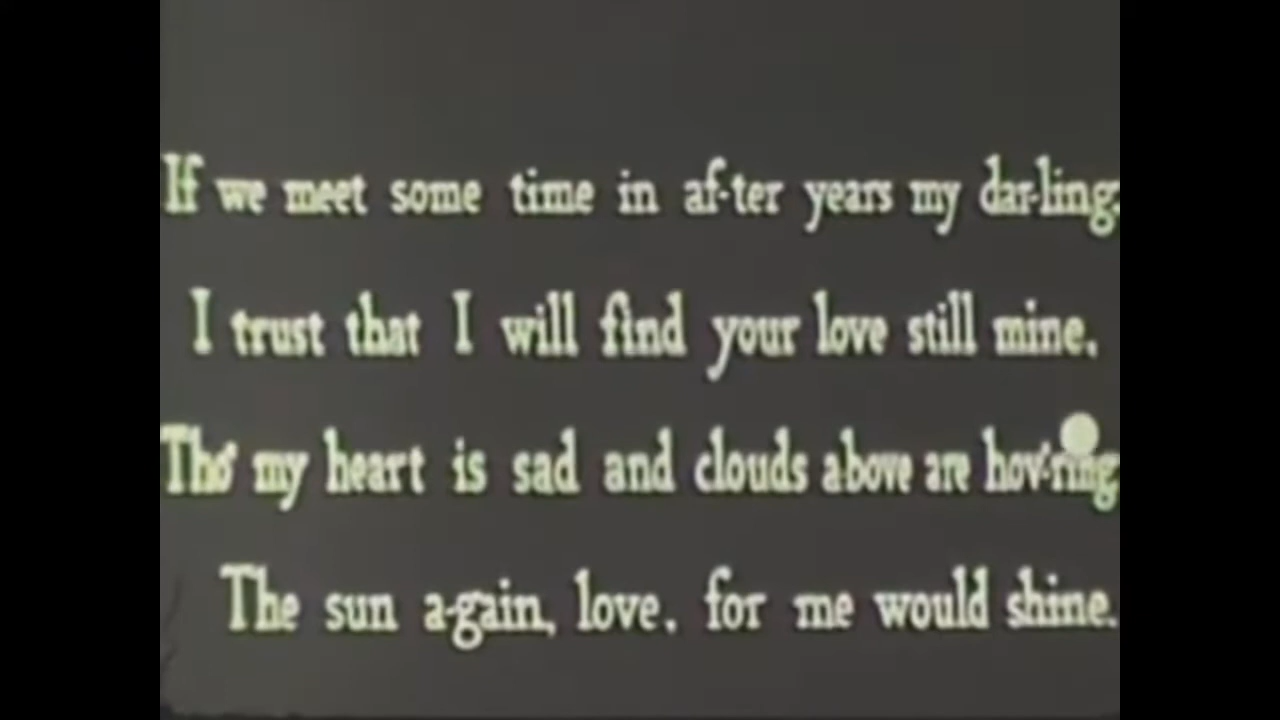 If we meet some time in af-ter years my dar-ling,
I trust that I will find your love still mine.
Tho' my heart is sad and clouds above are hov'-ring
The sun a-gain, love, for me would shine.